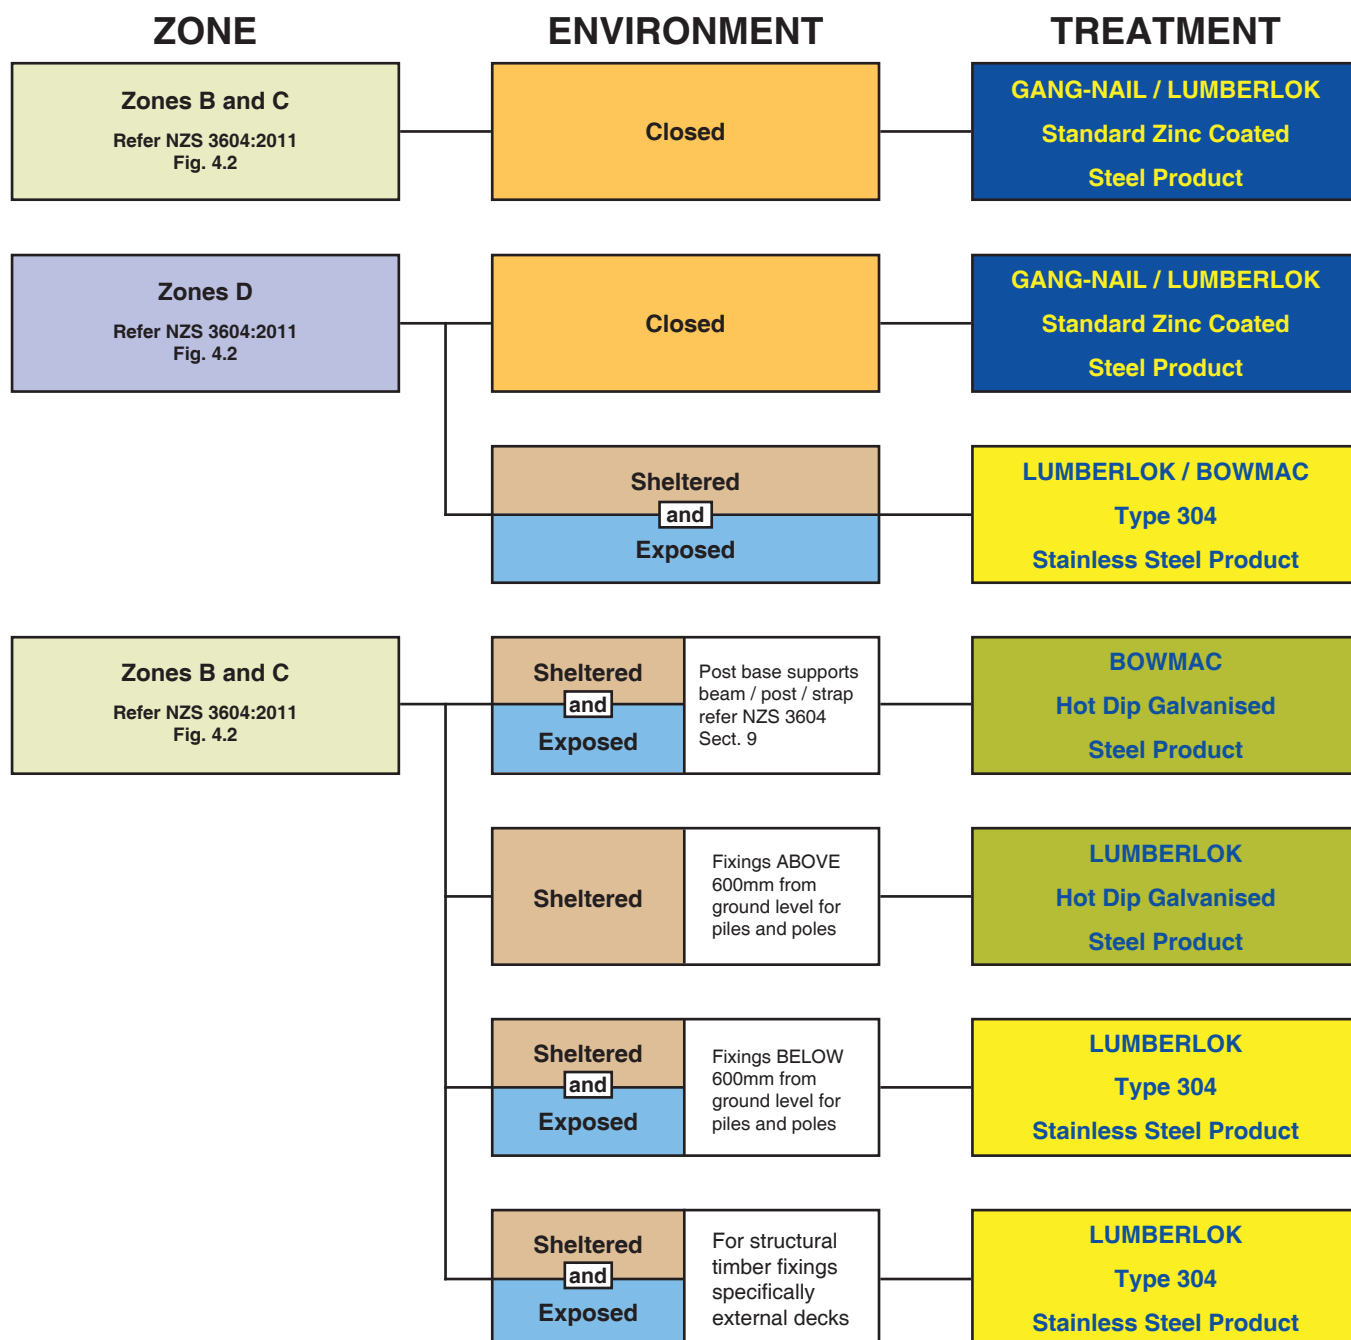 ZONE
ENVIRONMENT
TREATMENT
Zones B and C
Refer NZS 3604:2011
Fig. 4.2
Closed
GANG-NAIL / LUMBERLOK
Standard Zinc Coated
Steel Product
Zones D
Refer NZS 3604:2011
Fig. 4.2
Closed
GANG-NAIL / LUMBERLOK
Standard Zinc Coated
Steel Product
Sheltered
and
Exposed
LUMBERLOK / BOWMAC
Type 304
Stainless Steel Product
Zones B and C
Refer NZS 3604:2011
Fig. 4.2
Sheltered
and
Exposed
Post base supports
beam / post / strap
refer NZS 3604
Sect. 9
BOWMAC
Hot Dip Galvanised
Steel Product
Sheltered
Fixings ABOVE
600mm from
ground level for
piles and poles
LUMBERLOK
Hot Dip Galvanised
Steel Product
Sheltered
and
Exposed
Fixings BELOW
600mm from
ground level for
piles and poles
LUMBERLOK
Type 304
Stainless Steel Product
Sheltered
and
Exposed
For structural
timber fixings
specifically
external decks
LUMBERLOK
Type 304
Stainless Steel Product